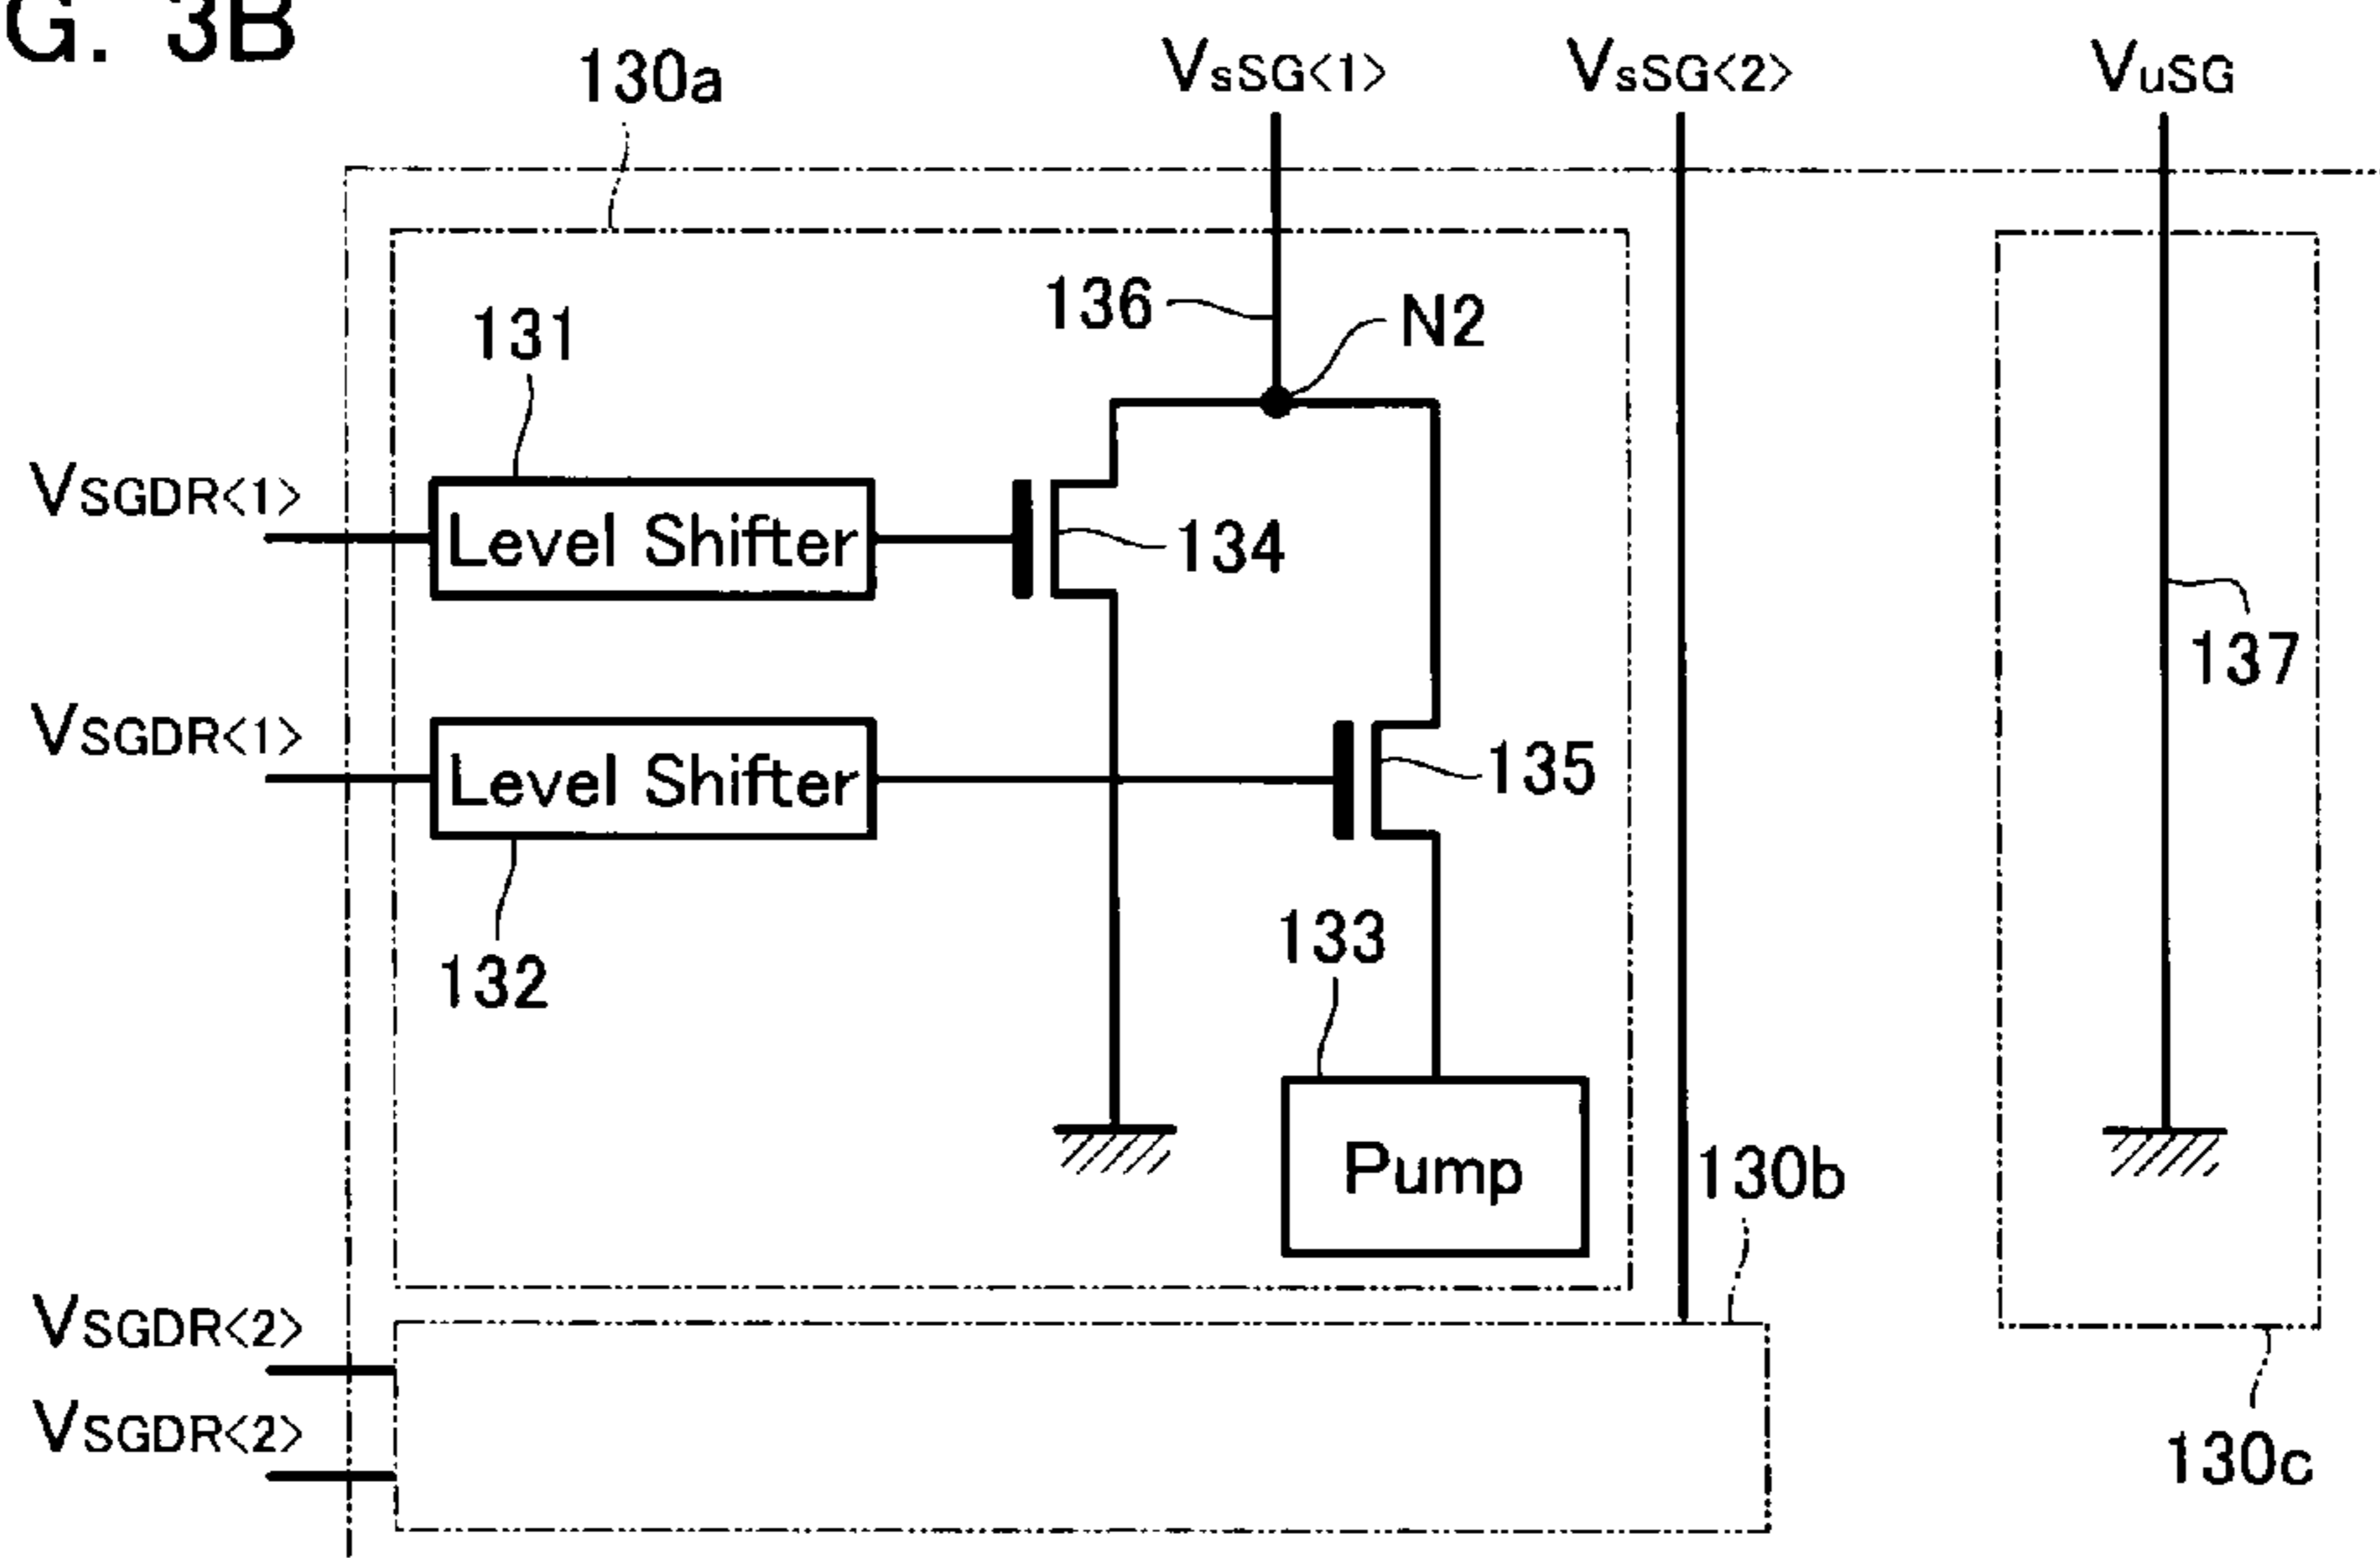 G. 3B
130a
VsSG<1>
VsSG<2>
VuSG
136
N2
131
VSGDR<1>
Level Shifter
134
137
VSGDR<1>
Level Shifter
135
133
132
Pump
130b
VSGDR<2>
VSGDR<2>
130c